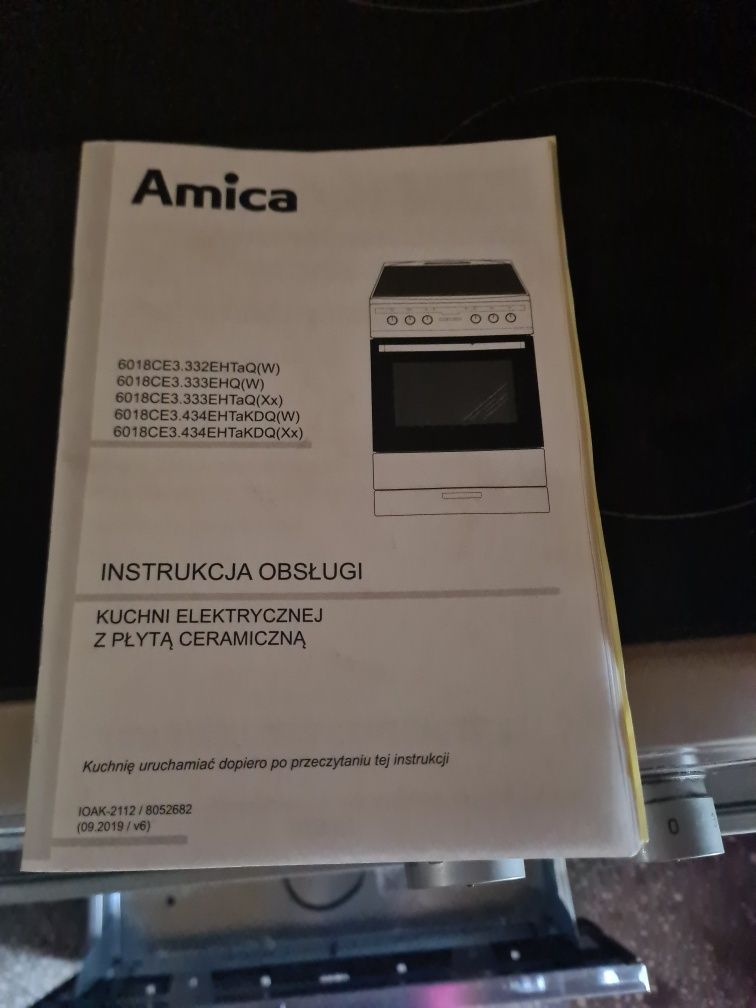 Amica
6018CE3.332EHTaQ(W)
6018CE3.333EHQ(W)
6018CE3.333EHTaQ(Xx)
6018CE3.434EHTaKDQ(W)
6018CE3.434EHTaKDQ(Xx)
INSTRUKCJA OBSŁUGI
KUCHNI ELEKTRYCZNEJ
Z PŁYTĄ CERAMICZNĄ
Kuchnię uruchamiać dopiero po przeczytaniu tej instrukcji
IOAK-2112 / 8052682
(09.2019 / v6)
0